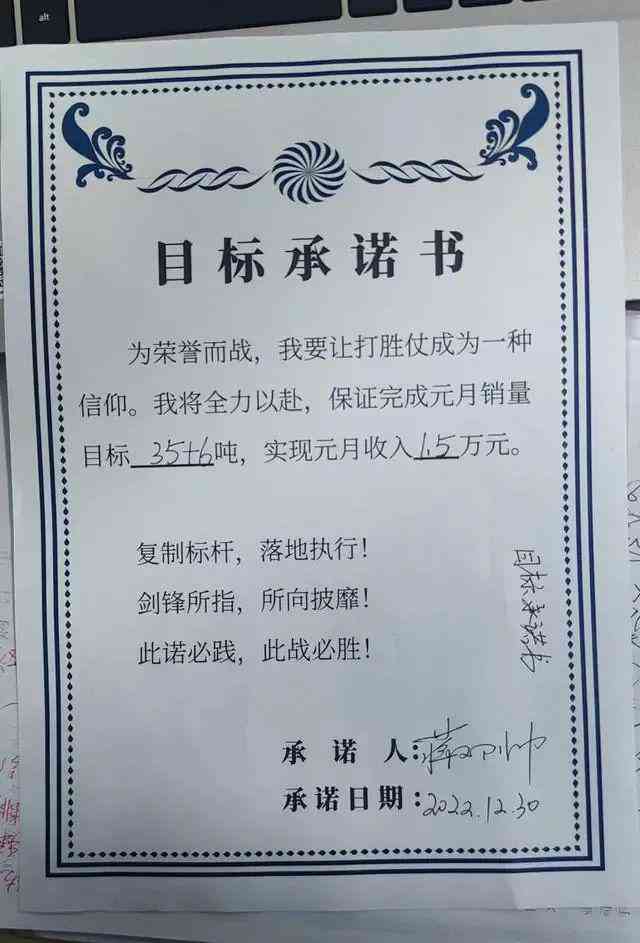 alt
目标承诺书
为荣誉而战，我要让打胜仗成为一种
信仰。我将全力以赴，保证完成元月销量
目标 35+6 吨，实现元月收入 1.5 万元。
复制标杆，落地执行！
剑锋所指，所向披靡！
此诺必践，此战必胜！
目标承诺书
承诺人：蒋
承诺日期：2022.12.30